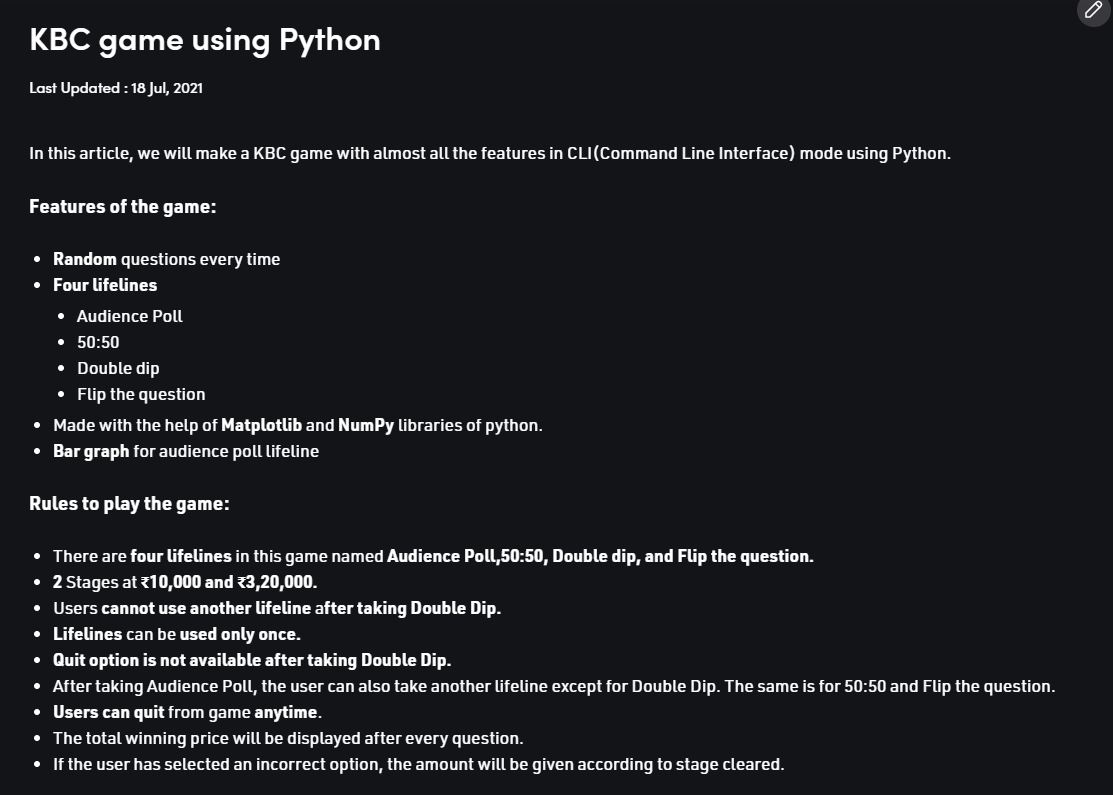 KBC game using Python
Last Updated : 18 Jul, 2021
In this article, we will make a KBC game with almost all the features in CLI(Command Line Interface) mode using Python.
Features of the game:
• Random questions every time
• Four lifelines
• Audience Poll
• 50:50
• Double dip
• Flip the question
• Made with the help of Matplotlib and NumPy libraries of python.
• Bar graph for audience poll lifeline
Rules to play the game:
• There are four lifelines in this game named Audience Poll,50:50, Double dip, and Flip the question.
• 2 Stages at ₹10,000 and ₹3,20,000.
• Users cannot use another lifeline after taking Double Dip.
• Lifelines can be used only once.
• Quit option is not available after taking Double Dip.
• After taking Audience Poll, the user can also take another lifeline except for Double Dip. The same is for 50:50 and Flip the question.
• Users can quit from game anytime.
• The total winning price will be displayed after every question.
• If the user has selected an incorrect option, the amount will be given according to stage cleared.